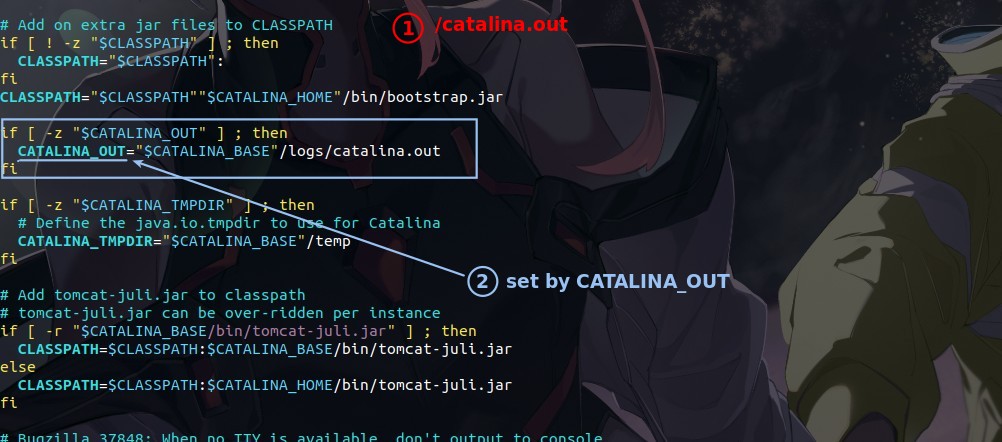 ① /catalina.out
# Add on extra jar files to CLASSPATH
if [ ! -z "$CLASSPATH" ] ; then
  CLASSPATH="$CLASSPATH":
fi
CLASSPATH="$CLASSPATH""$CATALINA_HOME"/bin/bootstrap.jar

if [ -z "$CATALINA_OUT" ] ; then
  CATALINA_OUT="$CATALINA_BASE"/logs/catalina.out
fi

if [ -z "$CATALINA_TMPDIR" ] ; then
  # Define the java.io.tmpdir to use for Catalina
  CATALINA_TMPDIR="$CATALINA_BASE"/temp
fi
② set by CATALINA_OUT

# Add tomcat-juli.jar to classpath
# tomcat-juli.jar can be over-ridden per instance
if [ -r "$CATALINA_BASE/bin/tomcat-juli.jar" ] ; then
  CLASSPATH=$CLASSPATH:$CATALINA_BASE/bin/tomcat-juli.jar
else
  CLASSPATH=$CLASSPATH:$CATALINA_HOME/bin/tomcat-juli.jar
fi

# Bugzilla 37848: When no TTY is available, don't output to console